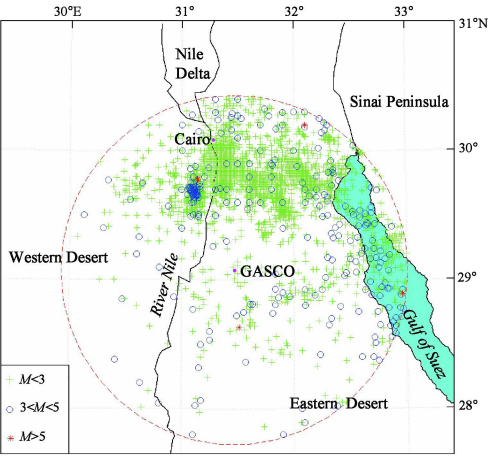 30°E 31° 32° 33° 31°N
Nile
Delta
Sinai Peninsula
Cairo
30°
Western Desert
River Nile
GASCO
29°
Gulf of Suez
M<3
3<M<5
M>5
Eastern Desert
28°